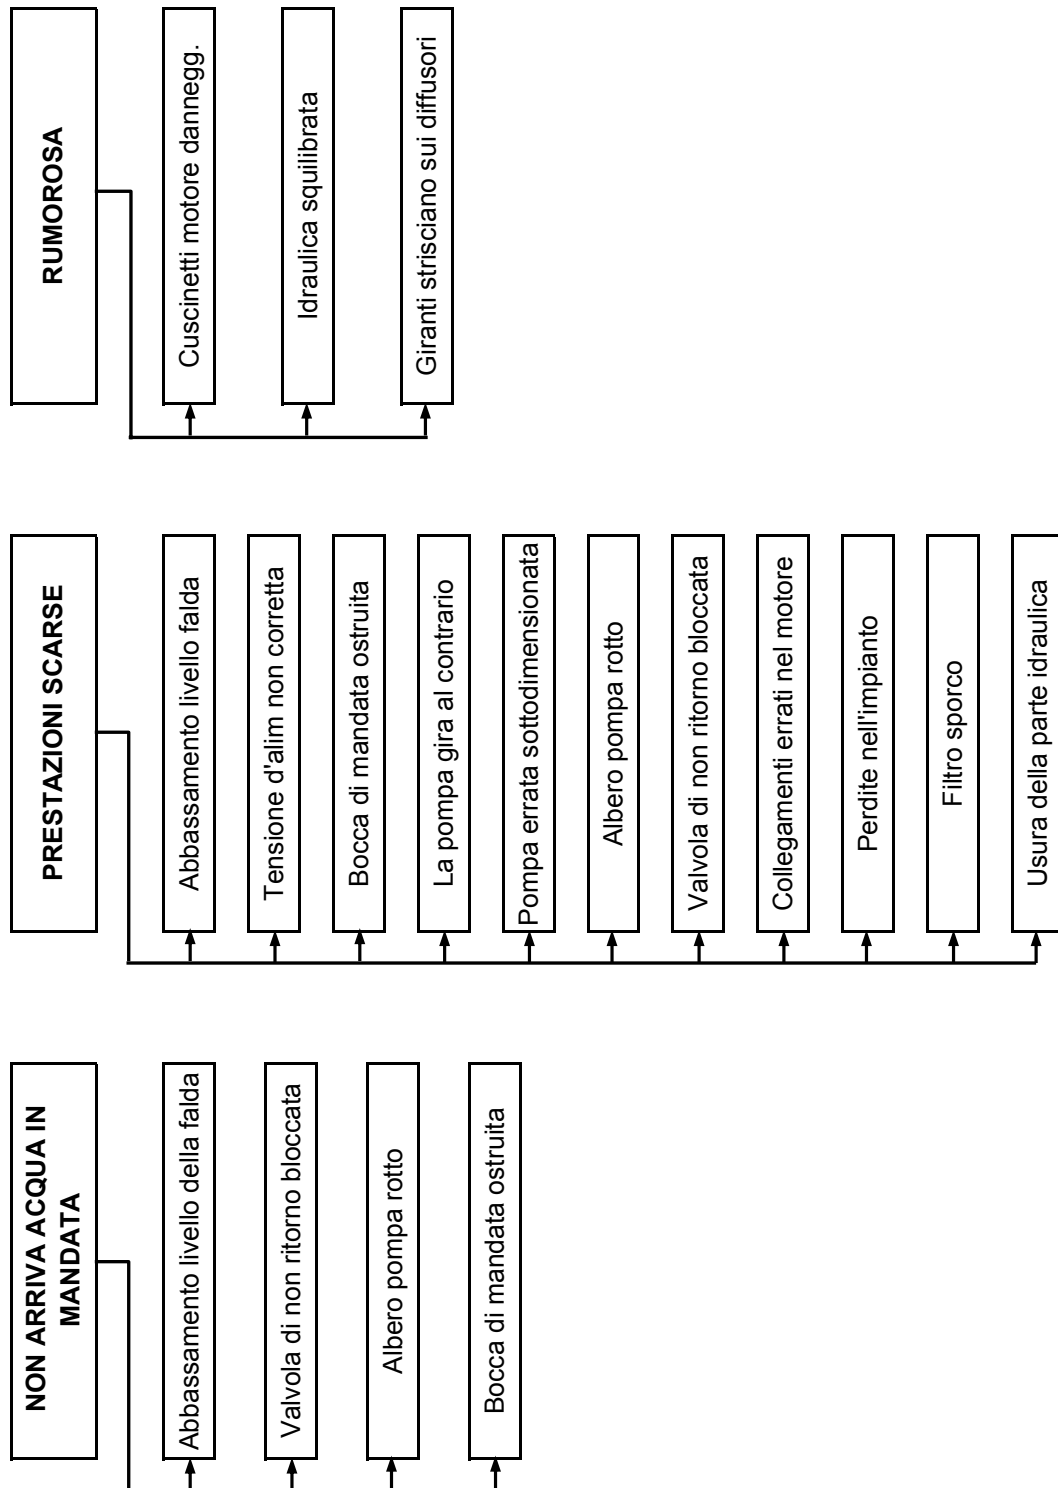 NON ARRIVA ACQUA IN
MANDATA
Abbassamento livello della falda
Valvola di non ritorno bloccata
Albero pompa rotto
Bocca di mandata ostruita
PRESTAZIONI SCARSE
Abbassamento livello falda
Tensione d'alim non corretta
Bocca di mandata ostruita
La pompa gira al contrario
Pompa errata sottodimensionata
Albero pompa rotto
Valvola di non ritorno bloccata
Collegamenti errati nel motore
Perdite nell'impianto
Filtro sporco
Usura della parte idraulica
RUMOROSA
Cuscinetti motore dannegg.
Idraulica squilibrata
Giranti strisciano sui diffusori